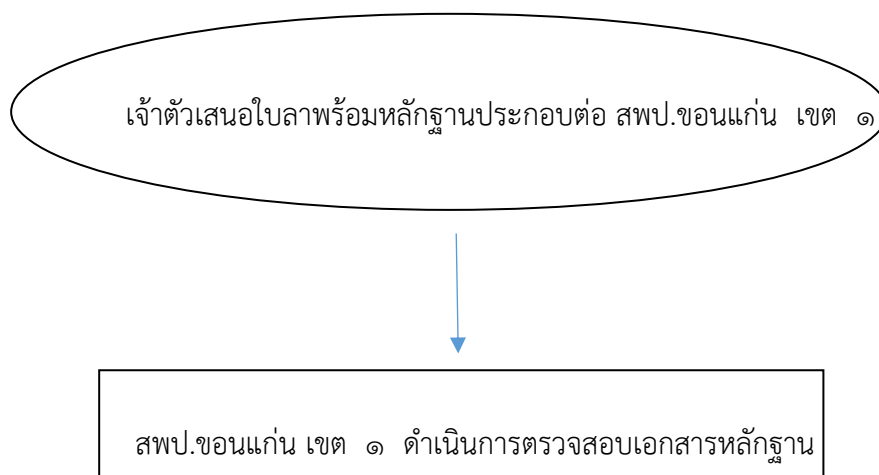 เจ้าตัวเสนอใบลาพร้อมหลักฐานประกอบต่อ สพป.ขอนแก่น เขต ๑
สพป.ขอนแก่น เขต ๑ ดำเนินการตรวจสอบเอกสารหลักฐาน